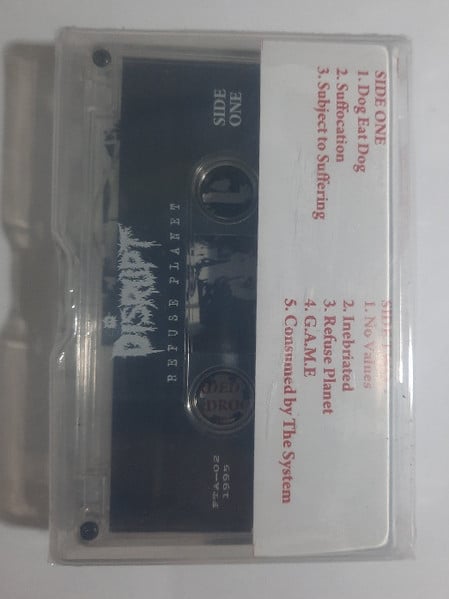 SIDE ONE
1. Dog Eat Dog
2. Suffocation
3. Subject to Suffering
SIDE
1. No Values
2. Inebriated
3. Refuse Planet
4. G.A.M.E
5. Consumed by The System
SIDE
ONE
DISRUPT
REFUSE PLANET
1995